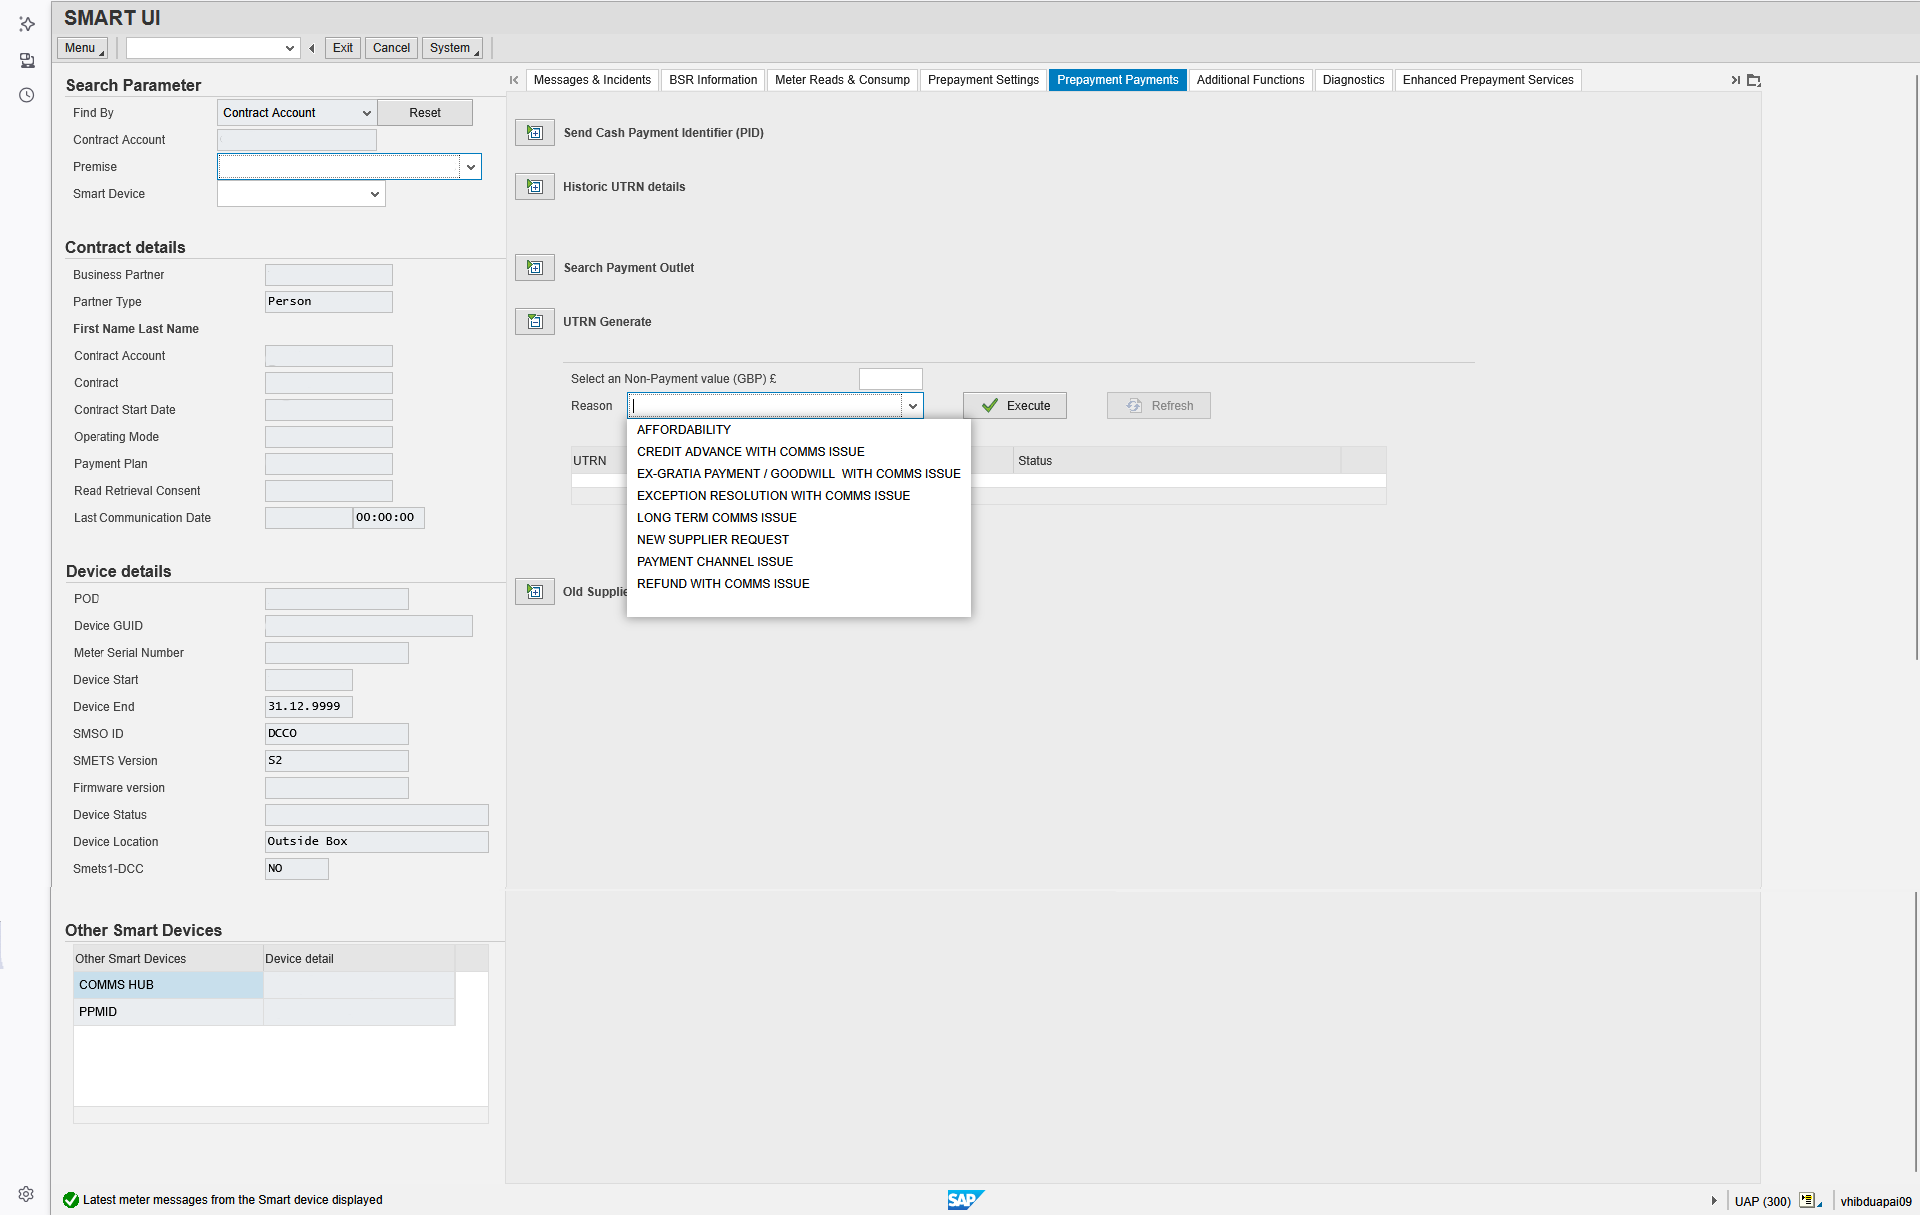 SMART UI
Menu
Exit
Cancel
System
Search Parameter
Find By
Contract Account
Reset
Contract Account
Premise
Smart Device
Contract details
Business Partner
Partner Type
Person
First Name Last Name
Contract Account
Contract
Contract Start Date
Operating Mode
Payment Plan
Read Retrieval Consent
Last Communication Date
00:00:00
Device details
POD
Device GUID
Meter Serial Number
Device Start
Device End
31.12.9999
SMSO ID
DCCO
SMETS Version
S2
Firmware version
Device Status
Device Location
Outside Box
Smets1-DCC
NO
Other Smart Devices
Other Smart Devices
Device detail
COMMS HUB
PPMID
Messages & Incidents
BSR Information
Meter Reads & Consump
Prepayment Settings
Prepayment Payments
Additional Functions
Diagnostics
Enhanced Prepayment Services
Send Cash Payment Identifier (PID)
Historic UTRN details
Search Payment Outlet
UTRN Generate
Select an Non-Payment value (GBP) £
Reason
Execute
Refresh
AFFORDABILITY
CREDIT ADVANCE WITH COMMS ISSUE
EX-GRATIA PAYMENT / GOODWILL  WITH COMMS ISSUE
EXCEPTION RESOLUTION WITH COMMS ISSUE
LONG TERM COMMS ISSUE
NEW SUPPLIER REQUEST
PAYMENT CHANNEL ISSUE
REFUND WITH COMMS ISSUE
UTRN
Status
Old Supplie
Latest meter messages from the Smart device displayed
SAP
UAP (300)
vhibduapai09